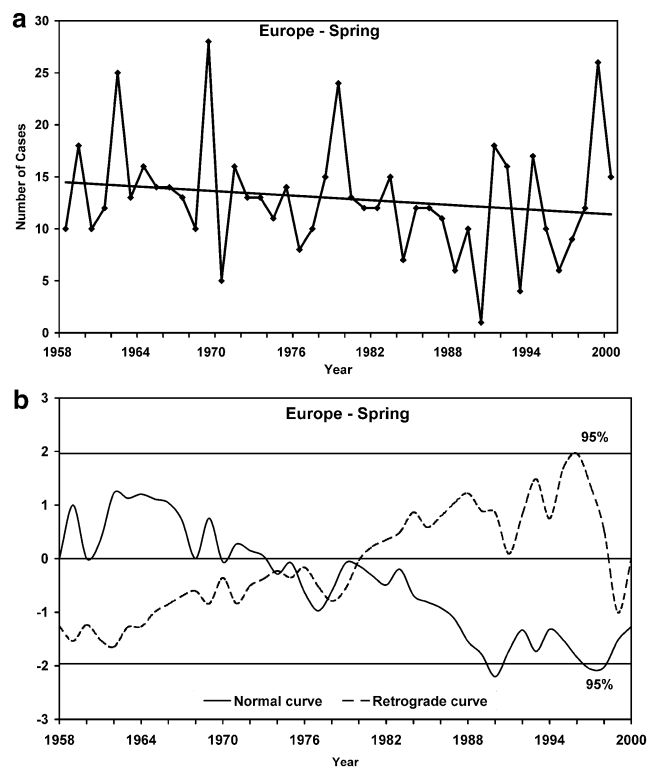 a
Europe - Spring
Number of Cases
30
25
20
15
10
5
0
1958 1964 1970 1976 1982 1988 1994 2000
Year
b
Europe - Spring
3
2
1
0
-1
-2
-3
95%
95%
Normal curve Retrograde curve
1958 1964 1970 1976 1982 1988 1994 2000
Year